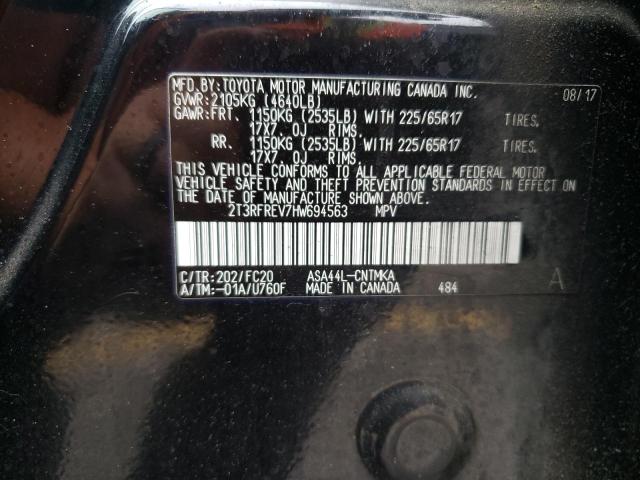 MFD.BY:TOYOTA MOTOR MANUFACTURING CANADA INC. 08/17
GVWR:2105KG (4640LB)
GAWR:FRT. 1150KG (2535LB) WITH 225/65R17 TIRES,
17X7.0J RIMS,
RR. 1150KG (2535LB) WITH 225/65R17 TIRES,
17X7.0J RIMS,
THIS VEHICLE CONFORMS TO ALL APPLICABLE FEDERAL MOTOR
VEHICLE SAFETY AND THEFT PREVENTION STANDARDS IN EFFECT ON
THE DATE OF MANUFACTURE SHOWN ABOVE.
2T3RFREV7HW694563 MPV
C/TR:202/FC20 ASA44L-CNTMKA
A/TM:-01A/U760F MADE IN CANADA 484 A